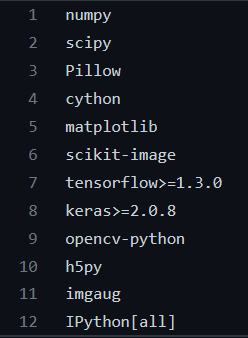 1 numpy
2 scipy
3 Pillow
4 cython
5 matplotlib
6 scikit-image
7 tensorflow>=1.3.0
8 keras>=2.0.8
9 opencv-python
10 h5py
11 imgaug
12 IPython[all]